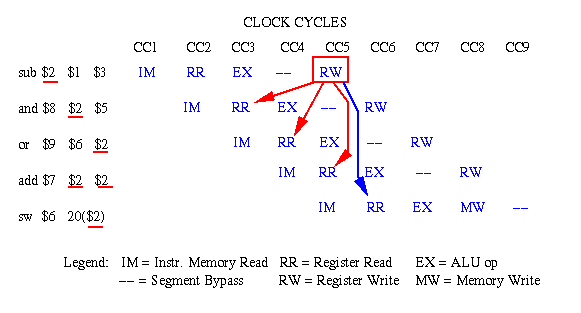 CLOCK CYCLES
CC1 CC2 CC3 CC4 CC5 CC6 CC7 CC8 CC9
sub $2 $1 $3 IM RR EX –– RW
and $8 $2 $5 IM RR EX –– RW
or $9 $6 $2 IM RR EX –– RW
add $7 $2 $2 IM RR EX –– RW
sw $6 20($2) IM RR EX MW ––
Legend: IM = Instr. Memory Read RR = Register Read EX = ALU op
–– = Segment Bypass RW = Register Write MW = Memory Write